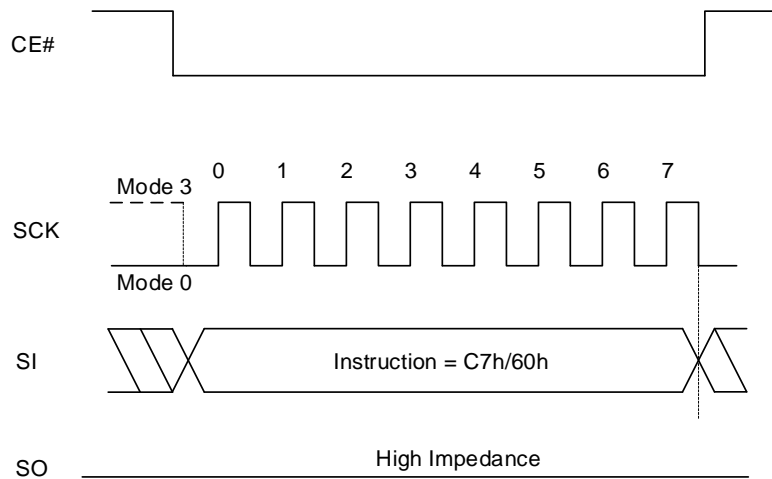 CE#
0 1 2 3 4 5 6 7
Mode 3
SCK
Mode 0
SI
Instruction = C7h/60h
High Impedance
SO